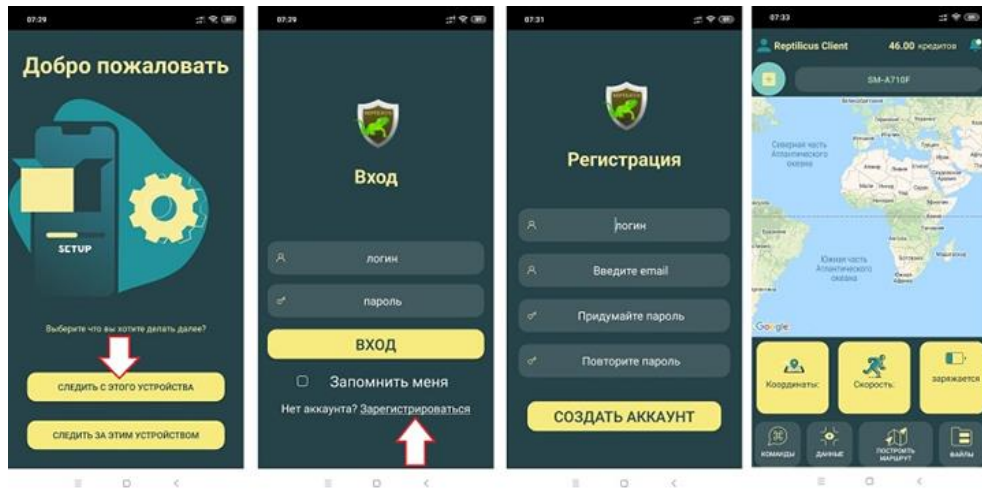 07:29
Добро пожаловать
SETUP
Выберите что вы хотите делать далее?
СЛЕДИТЬ С ЭТОГО УСТРОЙСТВА
СЛЕДИТЬ ЗА ЭТИМ УСТРОЙСТВОМ
07:29
REPTILICUS
Вход
логин
пароль
ВХОД
Запомнить меня
Нет аккаунта? Зарегистрироваться
07:31
REPTILICUS
Регистрация
логин
Введите email
Придумайте пароль
Повторите пароль
СОЗДАТЬ АККАУНТ
07:33
Reptilicus Client
46.00 кредитов
SM-A710F
Северная часть
Атлантического
океана
Южная часть
Атлантического
океана
Google
Координаты:
Скорость:
заряжается
КОМАНДЫ
ДАННЫЕ
ПОСТРОИТЬ
МАРШРУТ
ФАЙЛЫ